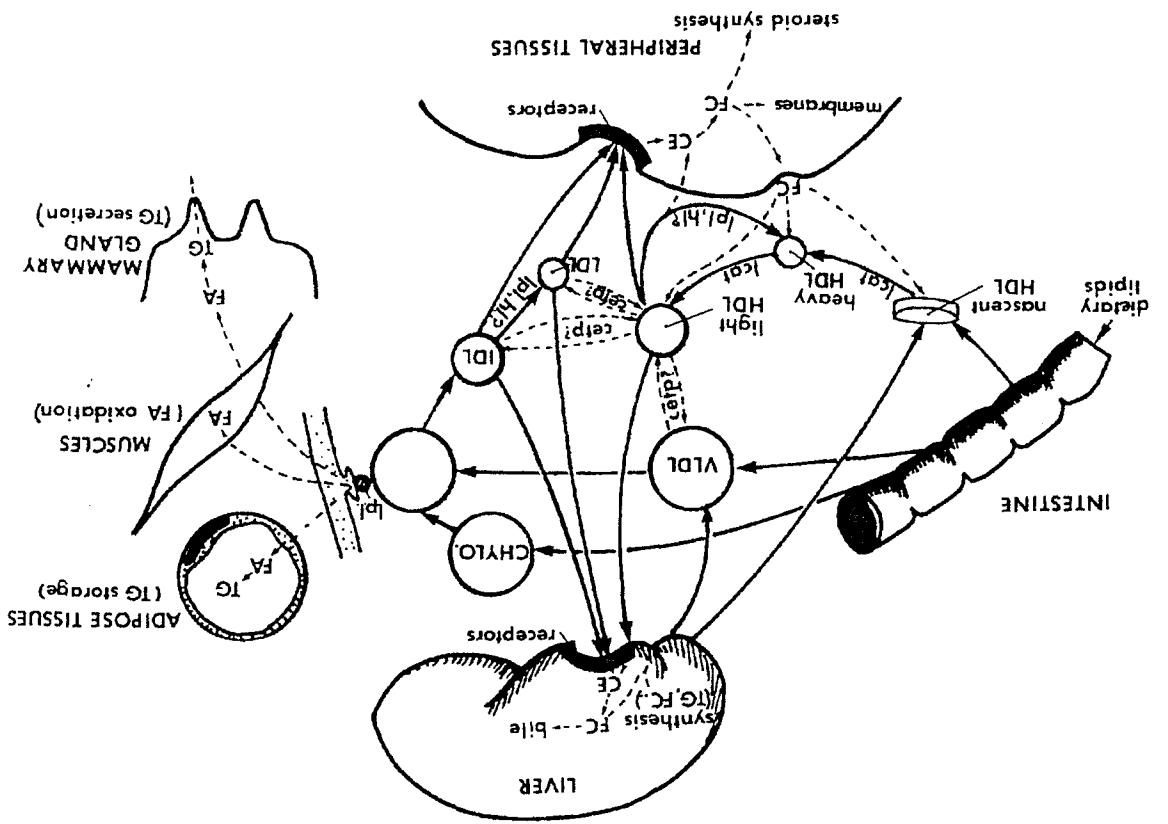 LIVER
synthesis
(TG, FC..)
FC
bile
CE
receptors
INTESTINE
dietary
lipids
CHYLO.
VLDL
cetp?
nascent
HDL
lcat
heavy
HDL
lcat
light
HDL
cetp?
cetp?
IDL
lpl, hl?
LDL
lpl, hl?
lpl
ADIPOSE TISSUES
(TG storage)
TG
FA
MUSCLES
(FA oxidation)
FA
MAMMARY
GLAND
(TG secretion)
FA
TG
FC
membranes
FC
CE
receptors
PERIPHERAL TISSUES
steroid synthesis